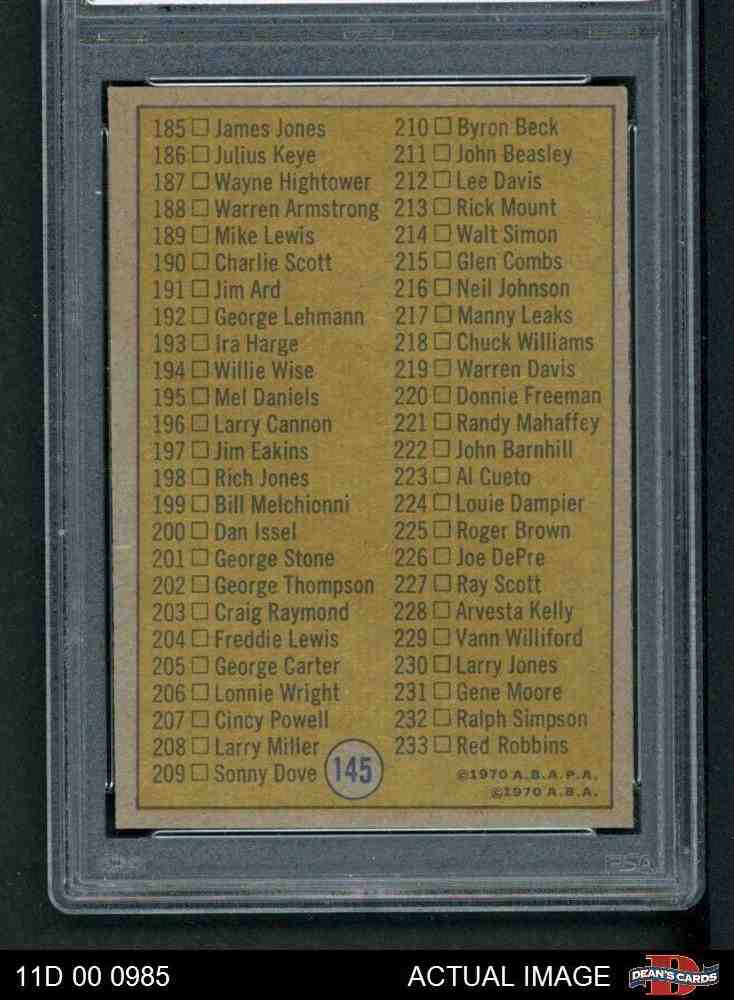 185 □ James Jones
186 □ Julius Keye
187 □ Wayne Hightower
188 □ Warren Armstrong
189 □ Mike Lewis
190 □ Charlie Scott
191 □ Jim Ard
192 □ George Lehmann
193 □ Ira Harge
194 □ Willie Wise
195 □ Mel Daniels
196 □ Larry Cannon
197 □ Jim Eakins
198 □ Rich Jones
199 □ Bill Melchionni
200 □ Dan Issel
201 □ George Stone
202 □ George Thompson
203 □ Craig Raymond
204 □ Freddie Lewis
205 □ George Carter
206 □ Lonnie Wright
207 □ Cincy Powell
208 □ Larry Miller
209 □ Sonny Dove
145
210 □ Byron Beck
211 □ John Beasley
212 □ Lee Davis
213 □ Rick Mount
214 □ Walt Simon
215 □ Glen Combs
216 □ Neil Johnson
217 □ Manny Leaks
218 □ Chuck Williams
219 □ Warren Davis
220 □ Donnie Freeman
221 □ Randy Mahaffey
222 □ John Barnhill
223 □ Al Cueto
224 □ Louie Dampier
225 □ Roger Brown
226 □ Joe DePre
227 □ Ray Scott
228 □ Arvesta Kelly
229 □ Vann Williford
230 □ Larry Jones
231 □ Gene Moore
232 □ Ralph Simpson
233 □ Red Robbins
©1970 A.B.A.P.A.
©1970 A.B.A.
PSA
11D 00 0985
ACTUAL IMAGE
DEAN'S CARDS